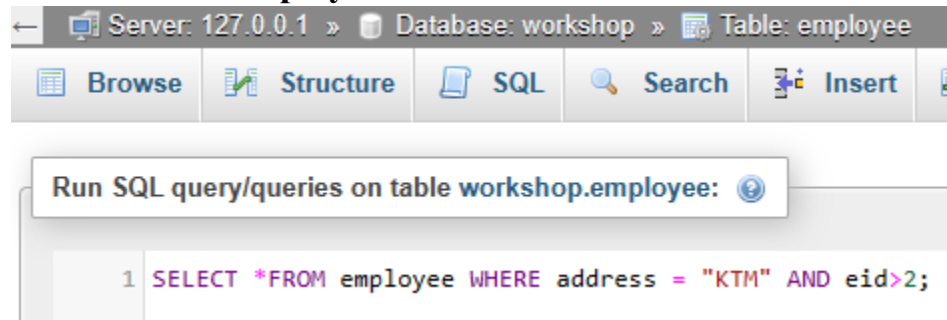 ← Server: 127.0.0.1 » Database: workshop » Table: employee
Browse Structure SQL Search Insert
Run SQL query/queries on table workshop.employee:
1 SELECT *FROM employee WHERE address = "KTM" AND eid>2;